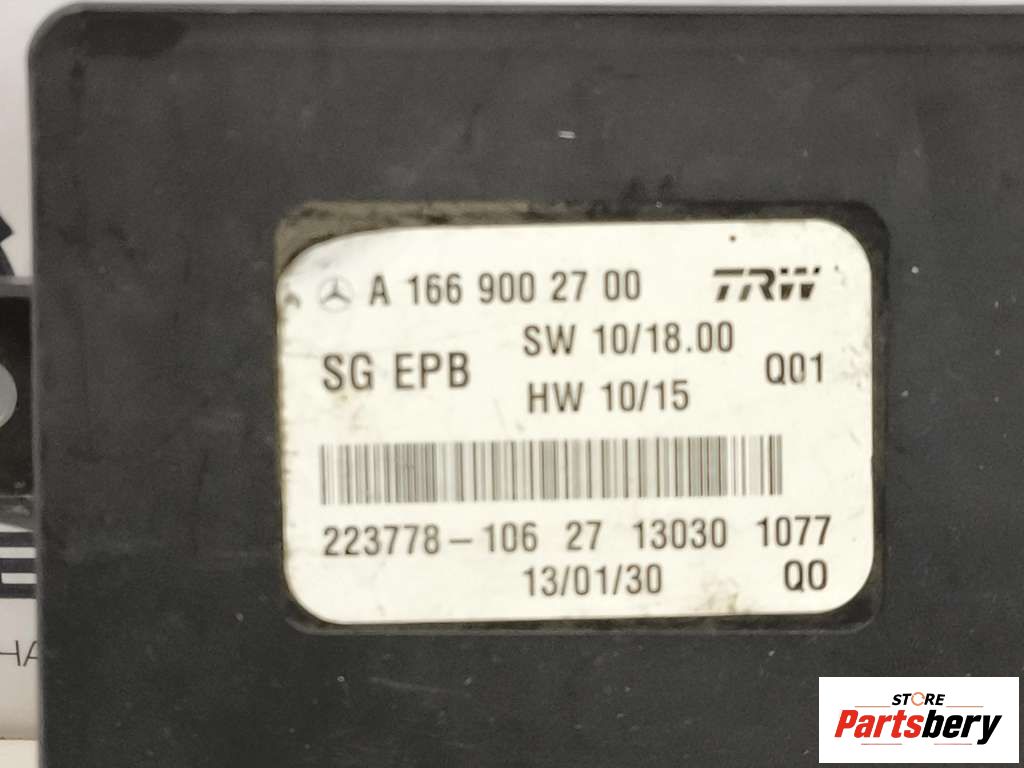 A 166 900 27 00 TRW
SG EPB SW 10/18.00 Q01
HW 10/15
223778-106 27 13030 1077
13/01/30 Q0
HA
STORE
Partsbery